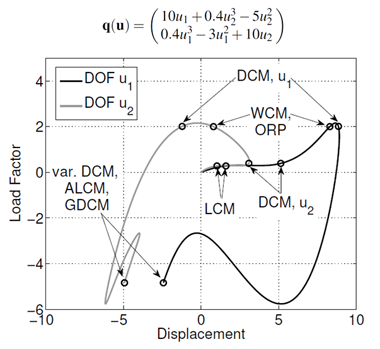 q(u) = (10u₁ + 0.4u₂³ − 5u₂²
0.4u₁³ − 3u₁² + 10u₂)
DOF u₁
DOF u₂
DCM, u₁
WCM,
ORP
var. DCM,
ALCM,
GDCM
LCM
DCM, u₂
Load Factor
4
2
0
−2
−4
−6
−10
−5
0
5
10
Displacement